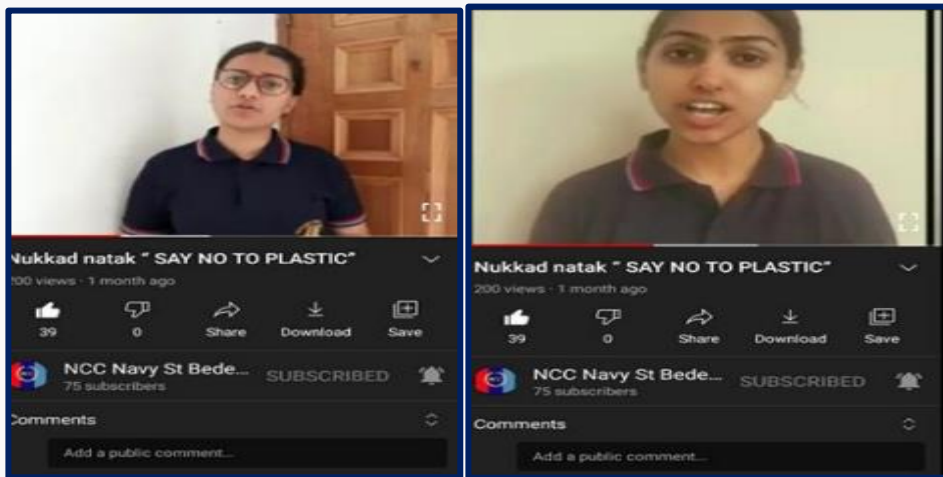 Nukkad natak “ SAY NO TO PLASTIC”
200 views · 1 month ago
39
0
Share
Download
Save
NCC Navy St Bede...
75 subscribers
SUBSCRIBED
Comments
Add a public comment...
Nukkad natak “ SAY NO TO PLASTIC”
200 views · 1 month ago
39
0
Share
Download
Save
NCC Navy St Bede...
75 subscribers
SUBSCRIBED
Comments
Add a public comment...